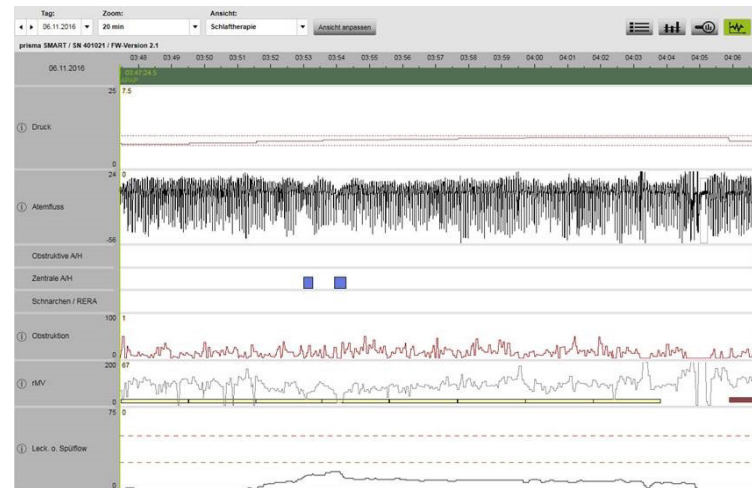 Tag: Zoom: Ansicht:
06.11.2016 20 min Schlaftherapie Ansicht anpassen
prisma SMART / SN 401021 / FW-Version 2.1
03:48 03:49 03:50 03:51 03:52 03:53 03:54 03:55 03:56 03:57 03:58 03:59 04:00 04:01 04:02 04:03 04:04 04:05 04:06
06.11.2016
03:47:24.5
APAP
25 7.5
Druck
0
24 0
Atemfluss
-56
Obstruktive A/H
Zentrale A/H
Schnarchen / RERA
100 1
Obstruktion
0
200 67
rMV
0
75 0
Leck. o. Spülflow
0